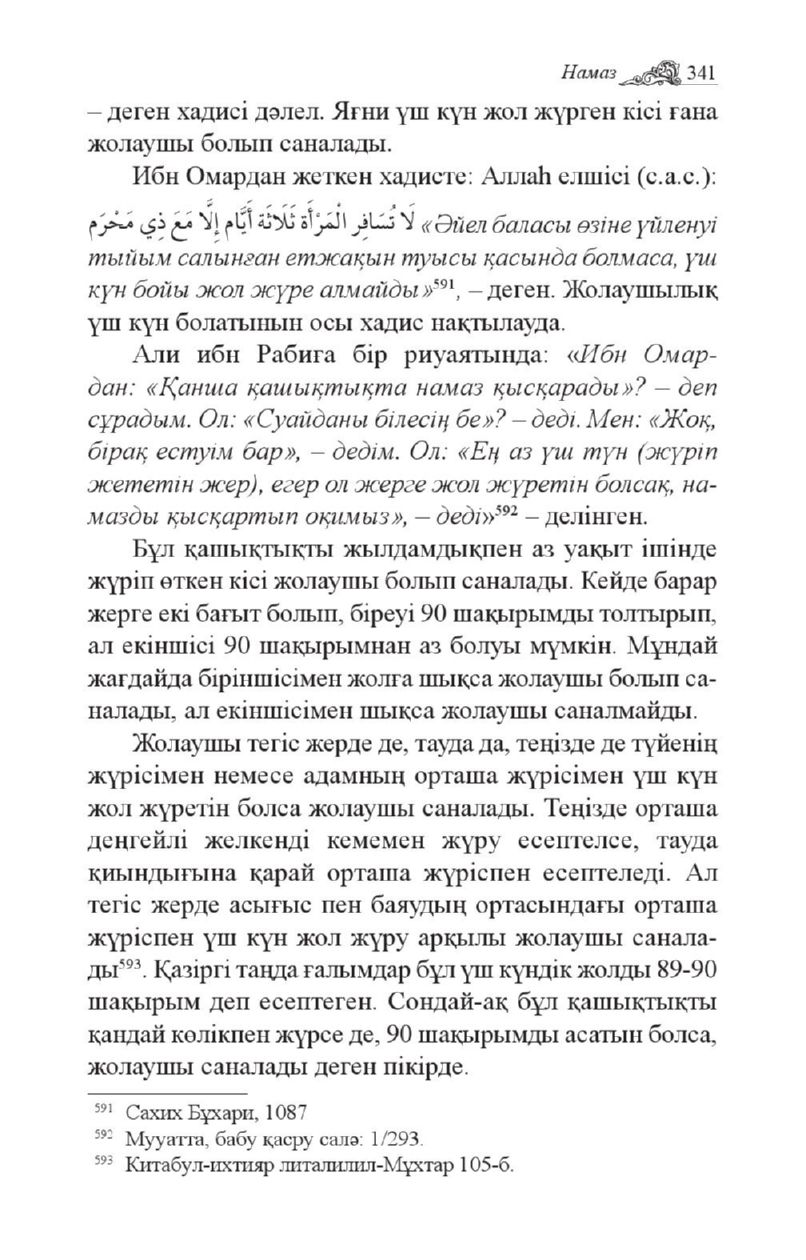 Намаз 341
– деген хадисі дәлел. Яғни үш күн жол жүрген кісі ғана
жолаушы болып саналады.
Ибн Омардан жеткен хадисте: Аллаһ елшісі (с.а.с.):
لَا تُسَافِرِ الْمَرْأَة ثَلَاثَةَ أَيَّام إِلَّا مَعَ ذِي مَحْرَم «Әйел баласы өзіне үйленуі
тыйым салынған етжақын туысы қасында болмаса, үш
күн бойы жол жүре алмайды»⁵⁹¹, – деген. Жолаушылық
үш күн болатынын осы хадис нақтылауда.
Али ибн Рабиға бір риуаятында: «Ибн Омар-
дан: «Қанша қашықтықта намаз қысқарады»? – деп
сұрадым. Ол: «Суайданы білесің бе»? – деді. Мен: «Жоқ,
бірақ естуім бар», – дедім. Ол: «Ең аз үш түн (жүріп
жететін жер), егер ол жерге жол жүретін болсақ, на-
мазды қысқартып оқимыз», – деді»⁵⁹² – делінген.
Бұл қашықтықты жылдамдықпен аз уақыт ішінде
жүріп өткен кісі жолаушы болып саналады. Кейде барар
жерге екі бағыт болып, біреуі 90 шақырымды толтырып,
ал екіншісі 90 шақырымнан аз болуы мүмкін. Мұндай
жағдайда біріншісімен жолға шықса жолаушы болып са-
налады, ал екіншісімен шықса жолаушы саналмайды.
Жолаушы тегіс жерде де, тауда да, теңізде де түйенің
жүрісімен немесе адамның орташа жүрісімен үш күн
жол жүретін болса жолаушы саналады. Теңізде орташа
деңгейлі желкенді кемемен жүру есептелсе, тауда
қиындығына қарай орташа жүріспен есептеледі. Ал
тегіс жерде асығыс пен баяудың ортасындағы орташа
жүріспен үш күн жол жүру арқылы жолаушы санала-
ды⁵⁹³. Қазіргі таңда ғалымдар бұл үш күндік жолды 89-90
шақырым деп есептеген. Сондай-ақ бұл қашықтықты
қандай көлікпен жүрсе де, 90 шақырымды асатын болса,
жолаушы саналады деген пікірде.
⁵⁹¹ Сахих Бұхари, 1087
⁵⁹² Мууатта, бабу қасру салә: 1/293.
⁵⁹³ Китабул-ихтияр литалилил-Мұхтар 105-б.